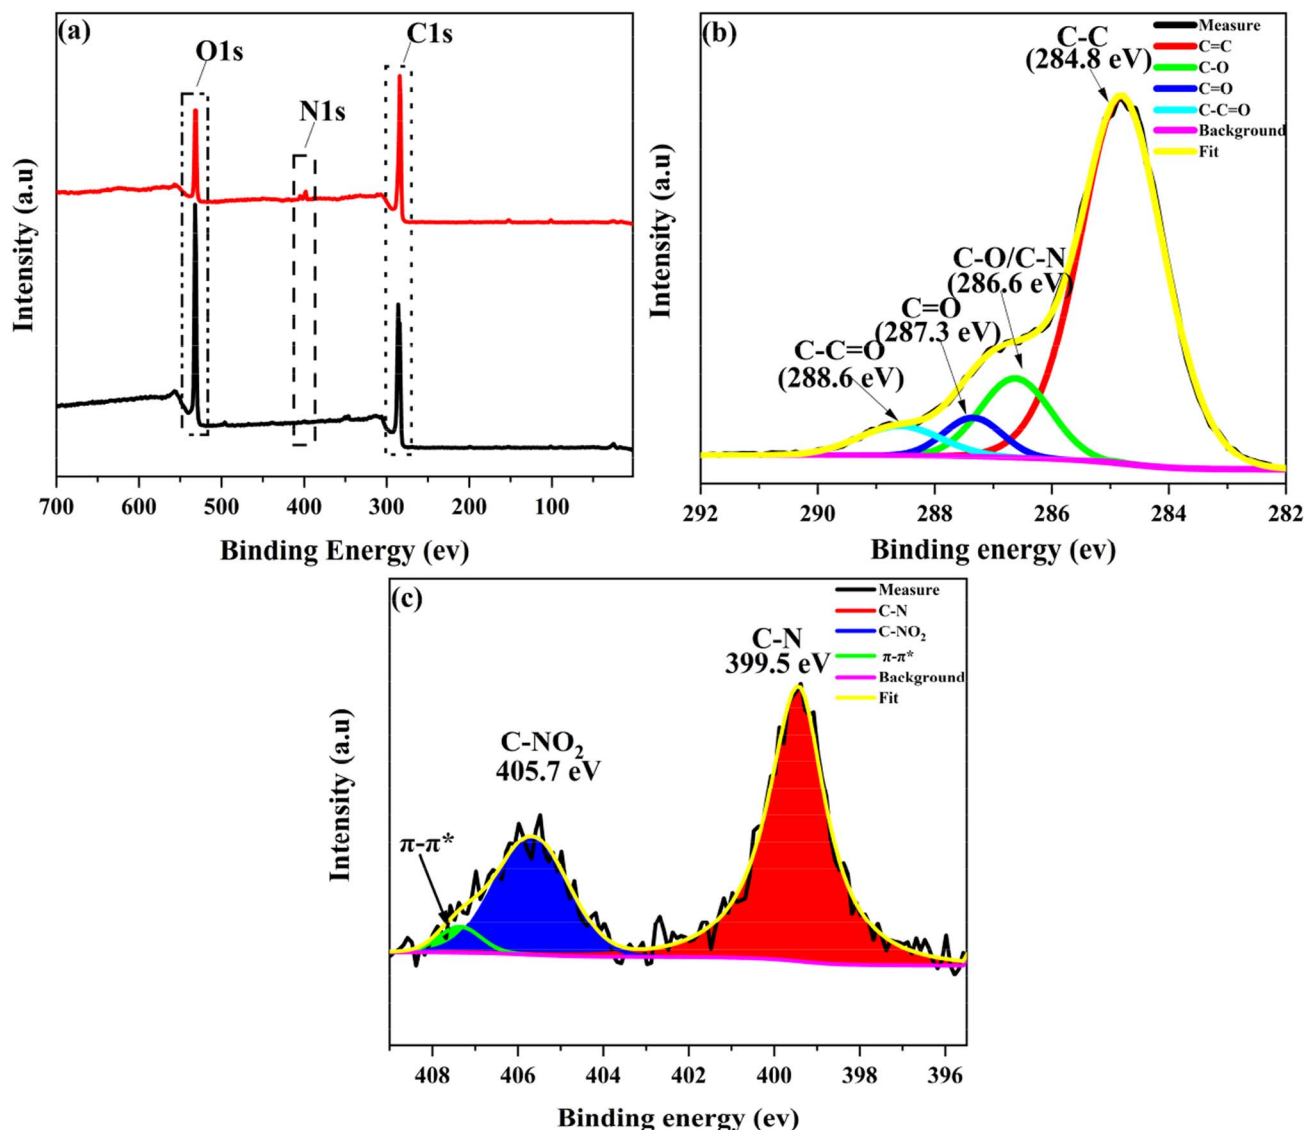 (a)
O1s
N1s
C1s
Intensity (a.u)
700 600 500 400 300 200 100
Binding Energy (ev)
(b)
Measure
C=C
C-O
C=O
C-C=O
Background
Fit
C-C
(284.8 eV)
C-O/C-N
(286.6 eV)
C=O
(287.3 eV)
C-C=O
(288.6 eV)
Intensity (a.u)
292 290 288 286 284 282
Binding energy (ev)
(c)
Measure
C-N
C-NO₂
π-π*
Background
Fit
C-N
399.5 eV
C-NO₂
405.7 eV
π-π*
Intensity (a.u)
408 406 404 402 400 398 396
Binding energy (ev)